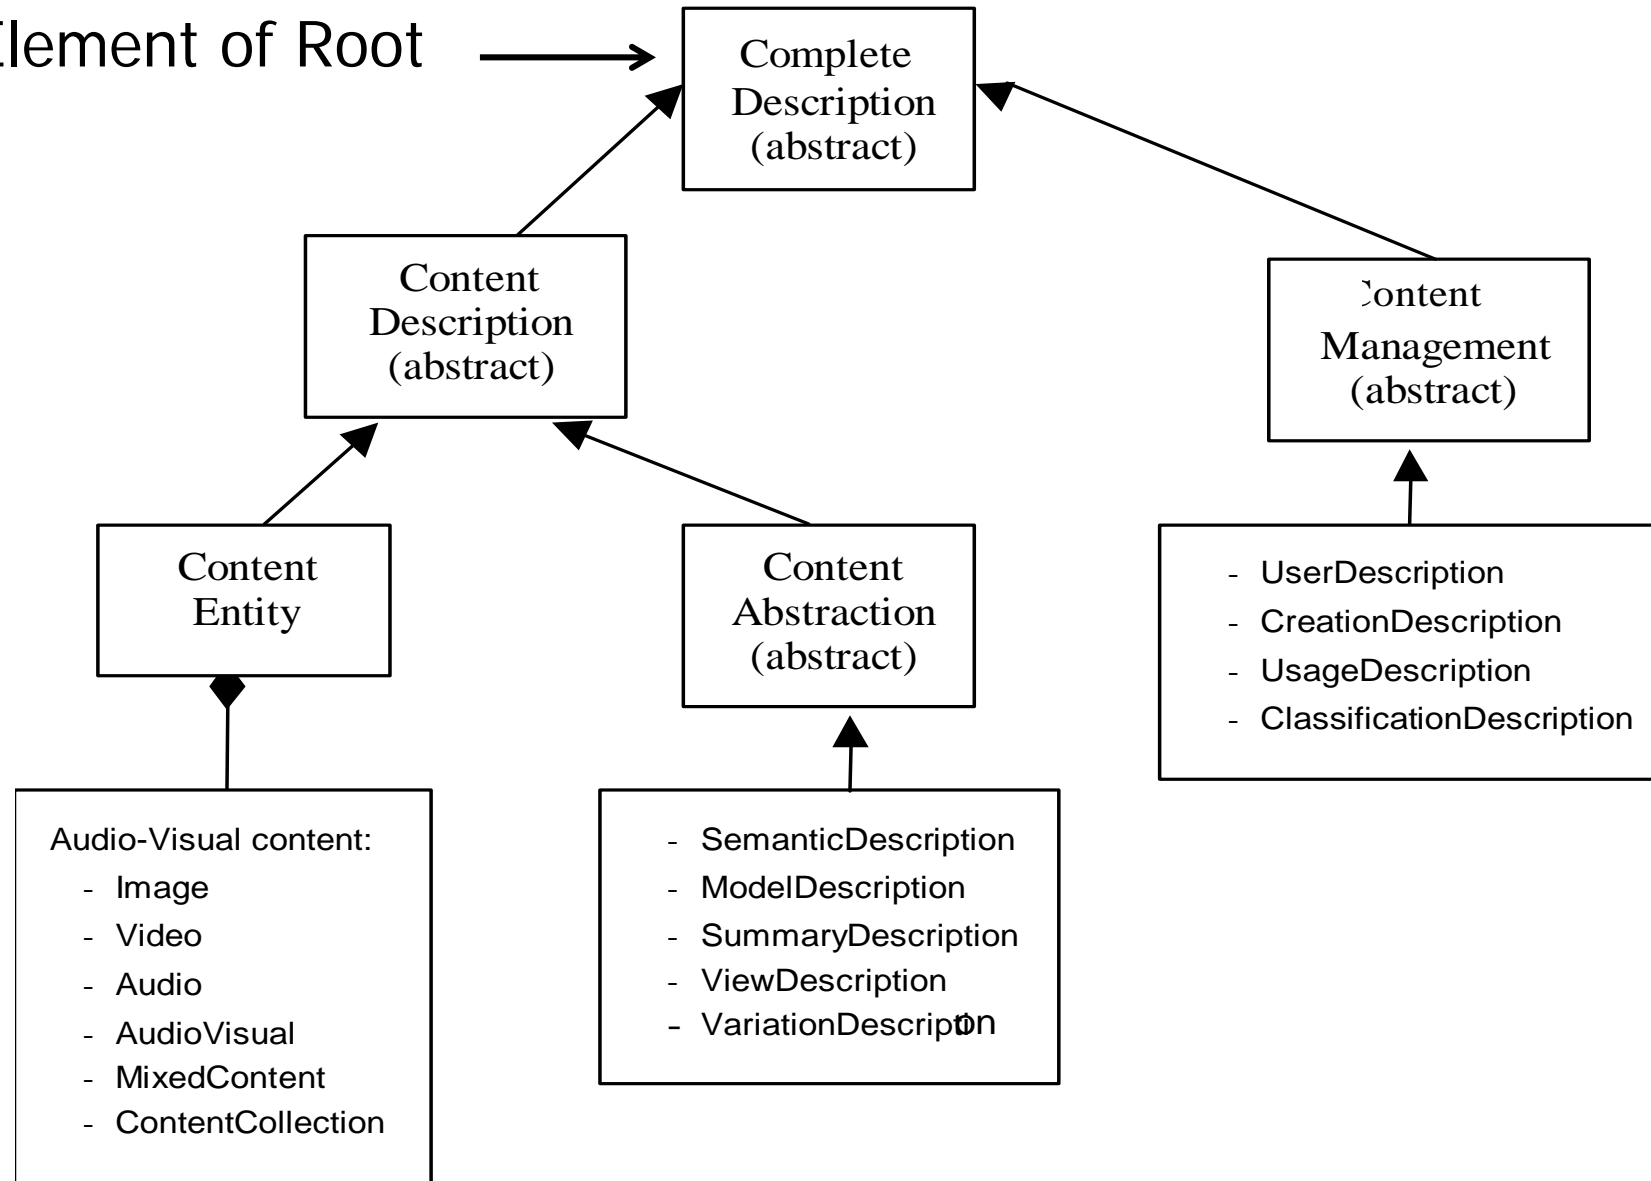 Element of Root
Complete
Description
(abstract)
Content
Description
(abstract)
Content
Management
(abstract)
Content
Entity
Content
Abstraction
(abstract)
- UserDescription
- CreationDescription
- UsageDescription
- ClassificationDescription
Audio-Visual content:
- Image
- Video
- Audio
- AudioVisual
- MixedContent
- ContentCollection
- SemanticDescription
- ModelDescription
- SummaryDescription
- ViewDescription
- VariationDescription